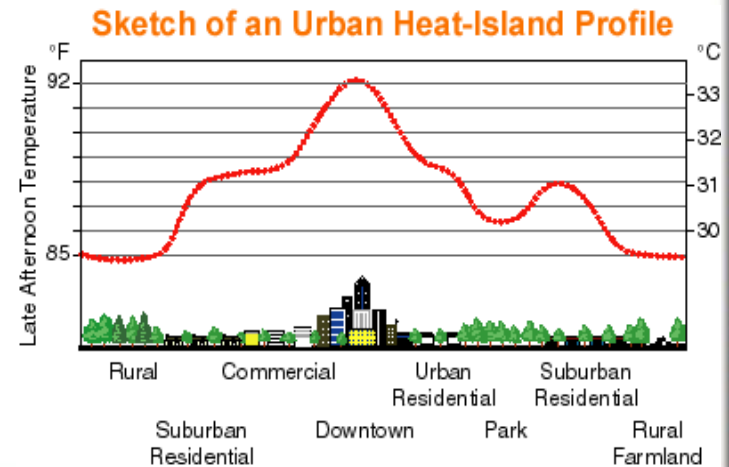 Sketch of an Urban Heat-Island Profile
°F
°C
Late Afternoon Temperature
92
85
33
32
31
30
Rural
Commercial
Urban
Residential
Suburban
Residential
Suburban
Residential
Downtown
Park
Rural
Farmland